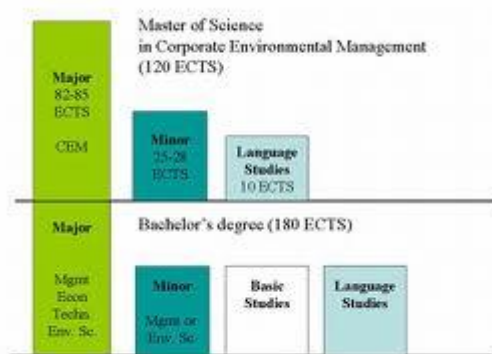 Master of Science
in Corporate Environmental Management
(120 ECTS)
Major
82-85
ECTS
CEM
Minor
25-28
ECTS
Language
Studies
10 ECTS
Bachelor's degree (180 ECTS)
Major
Mgmt
Econ
Techn
Env. Sc.
Minor
Mgmt or
Env. Sc.
Basic
Studies
Language
Studies